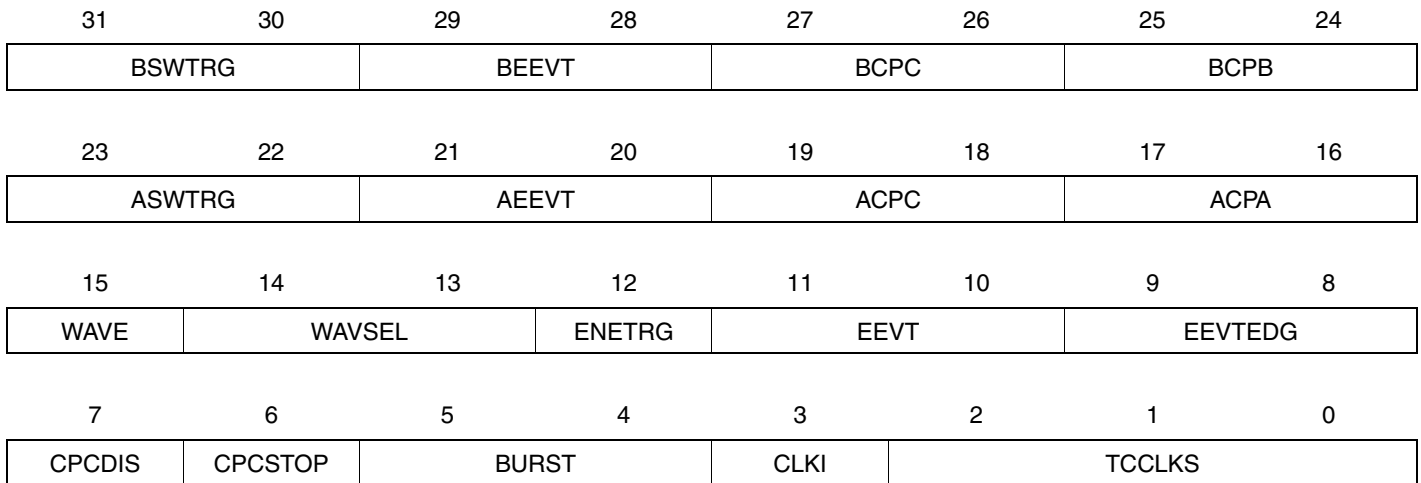 31 30 29 28 27 26 25 24
BSWTRG BEEVT BCPC BCPB
23 22 21 20 19 18 17 16
ASWTRG AEEVT ACPC ACPA
15 14 13 12 11 10 9 8
WAVE WAVSEL ENETRG EEVT EEVTEDG
7 6 5 4 3 2 1 0
CPCDIS CPCSTOP BURST CLKI TCCLKS